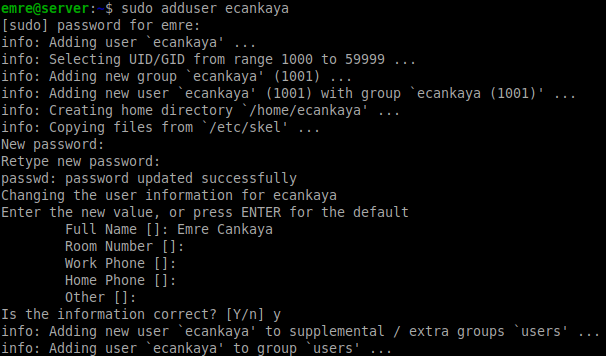 emre@server:~$ sudo adduser ecankaya
[sudo] password for emre:
info: Adding user `ecankaya' ...
info: Selecting UID/GID from range 1000 to 59999 ...
info: Adding new group `ecankaya' (1001) ...
info: Adding new user `ecankaya' (1001) with group `ecankaya (1001)' ...
info: Creating home directory `/home/ecankaya' ...
info: Copying files from `/etc/skel' ...
New password:
Retype new password:
passwd: password updated successfully
Changing the user information for ecankaya
Enter the new value, or press ENTER for the default
        Full Name []: Emre Cankaya
        Room Number []:
        Work Phone []:
        Home Phone []:
        Other []:
Is the information correct? [Y/n] y
info: Adding new user `ecankaya' to supplemental / extra groups `users' ...
info: Adding user `ecankaya' to group `users' ...